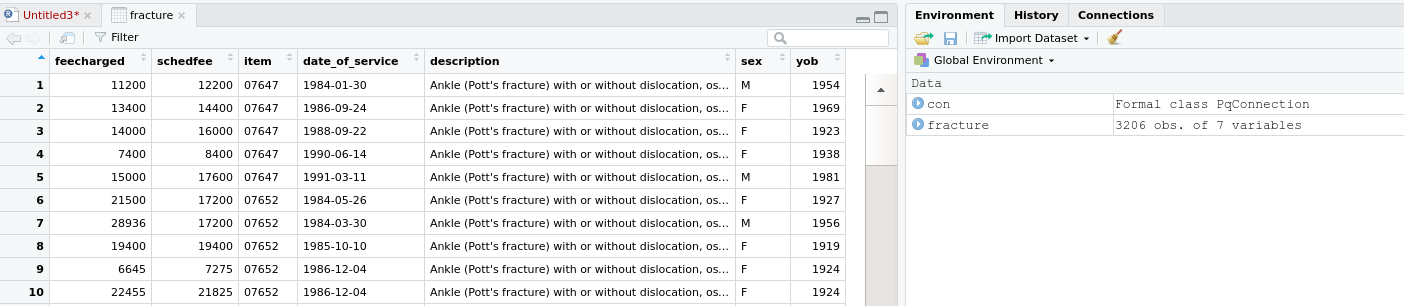 Untitled3* fracture
Filter
feecharged schedfee item date_of_service description sex yob
1 11200 12200 07647 1984-01-30 Ankle (Pott's fracture) with or without dislocation, os... M 1954
2 13400 14400 07647 1986-09-24 Ankle (Pott's fracture) with or without dislocation, os... F 1969
3 14000 16000 07647 1988-09-22 Ankle (Pott's fracture) with or without dislocation, os... F 1923
4 7400 8400 07647 1990-06-14 Ankle (Pott's fracture) with or without dislocation, os... F 1938
5 15000 17600 07647 1991-03-11 Ankle (Pott's fracture) with or without dislocation, os... M 1981
6 21500 17200 07652 1984-05-26 Ankle (Pott's fracture) with or without dislocation, os... F 1927
7 28936 17200 07652 1984-03-30 Ankle (Pott's fracture) with or without dislocation, os... M 1956
8 19400 19400 07652 1985-10-10 Ankle (Pott's fracture) with or without dislocation, os... F 1919
9 6645 7275 07652 1986-12-04 Ankle (Pott's fracture) with or without dislocation, os... F 1924
10 22455 21825 07652 1986-12-04 Ankle (Pott's fracture) with or without dislocation, os... F 1924
Environment History Connections
Import Dataset
Global Environment
Data
con Formal class PqConnection
fracture 3206 obs. of 7 variables